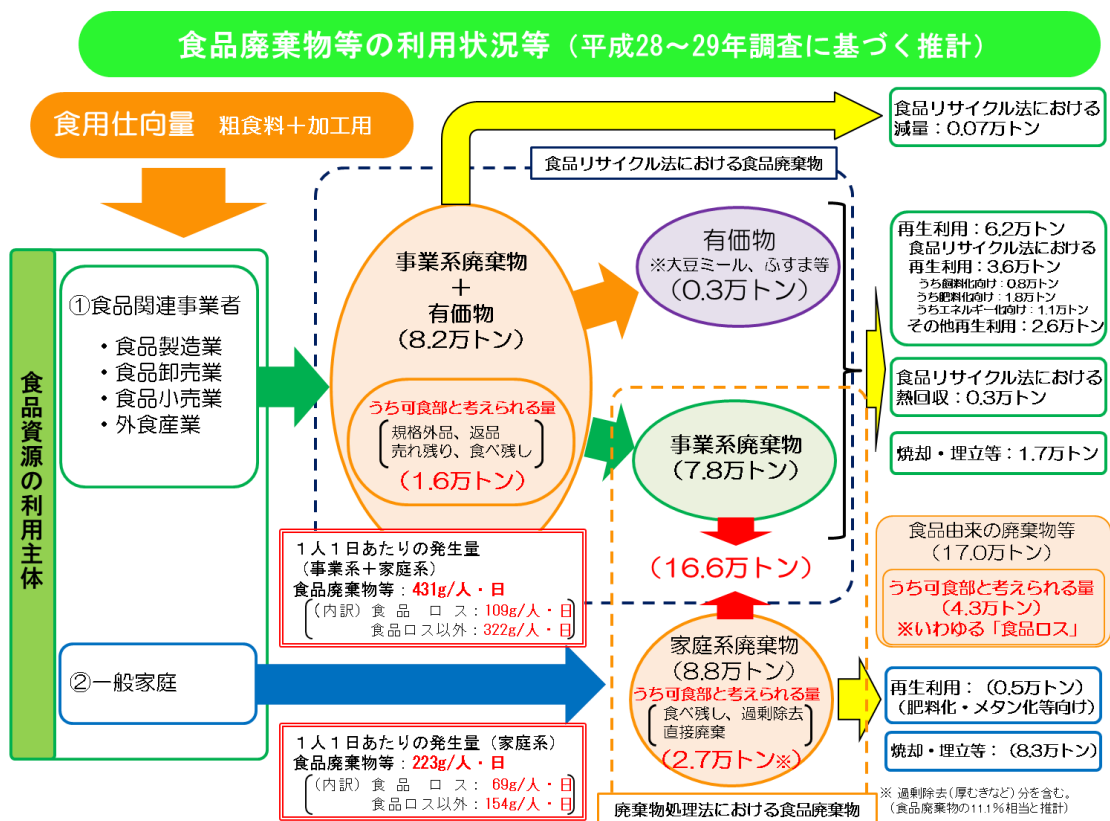 食品廃棄物等の利用状況等（平成28～29年調査に基づく推計）
食用仕向量　粗食料＋加工用
食品リサイクル法における
減量：0.07万トン
食品リサイクル法における食品廃棄物
食品資源の利用主体
①食品関連事業者
・食品製造業
・食品卸売業
・食品小売業
・外食産業
事業系廃棄物
＋
有価物
(8.2万トン)
うち可食部と考えられる量
規格外品、返品
売れ残り、食べ残し
(1.6万トン)
有価物
※大豆ミール、ふすま等
(0.3万トン)
事業系廃棄物
(7.8万トン)
(16.6万トン)
再生利用：6.2万トン
食品リサイクル法における
再生利用：3.6万トン
うち飼料化向け：0.8万トン
うち肥料化向け：1.8万トン
うちエネルギー化向け：1.1万トン
その他再生利用：2.6万トン
食品リサイクル法における
熱回収：0.3万トン
焼却・埋立等：1.7万トン
食品由来の廃棄物等
(17.0万トン)
うち可食部と考えられる量
(4.3万トン)
※いわゆる「食品ロス」
１人１日あたりの発生量
（事業系＋家庭系）
食品廃棄物等：431g/人・日
（内訳）食　品　ロ　ス：109g/人・日
食品ロス以外：322g/人・日
②一般家庭
家庭系廃棄物
(8.8万トン)
うち可食部と考えられる量
食べ残し、過剰除去
直接廃棄
(2.7万トン※)
再生利用：（0.5万トン）
（肥料化・メタン化等向け）
焼却・埋立等：（8.3万トン）
１人１日あたりの発生量（家庭系）
食品廃棄物等：223g/人・日
（内訳）食　品　ロ　ス：69g/人・日
食品ロス以外：154g/人・日
廃棄物処理法における食品廃棄物
※ 過剰除去（厚むきなど）分を含む。
（食品廃棄物の11.1％相当と推計）